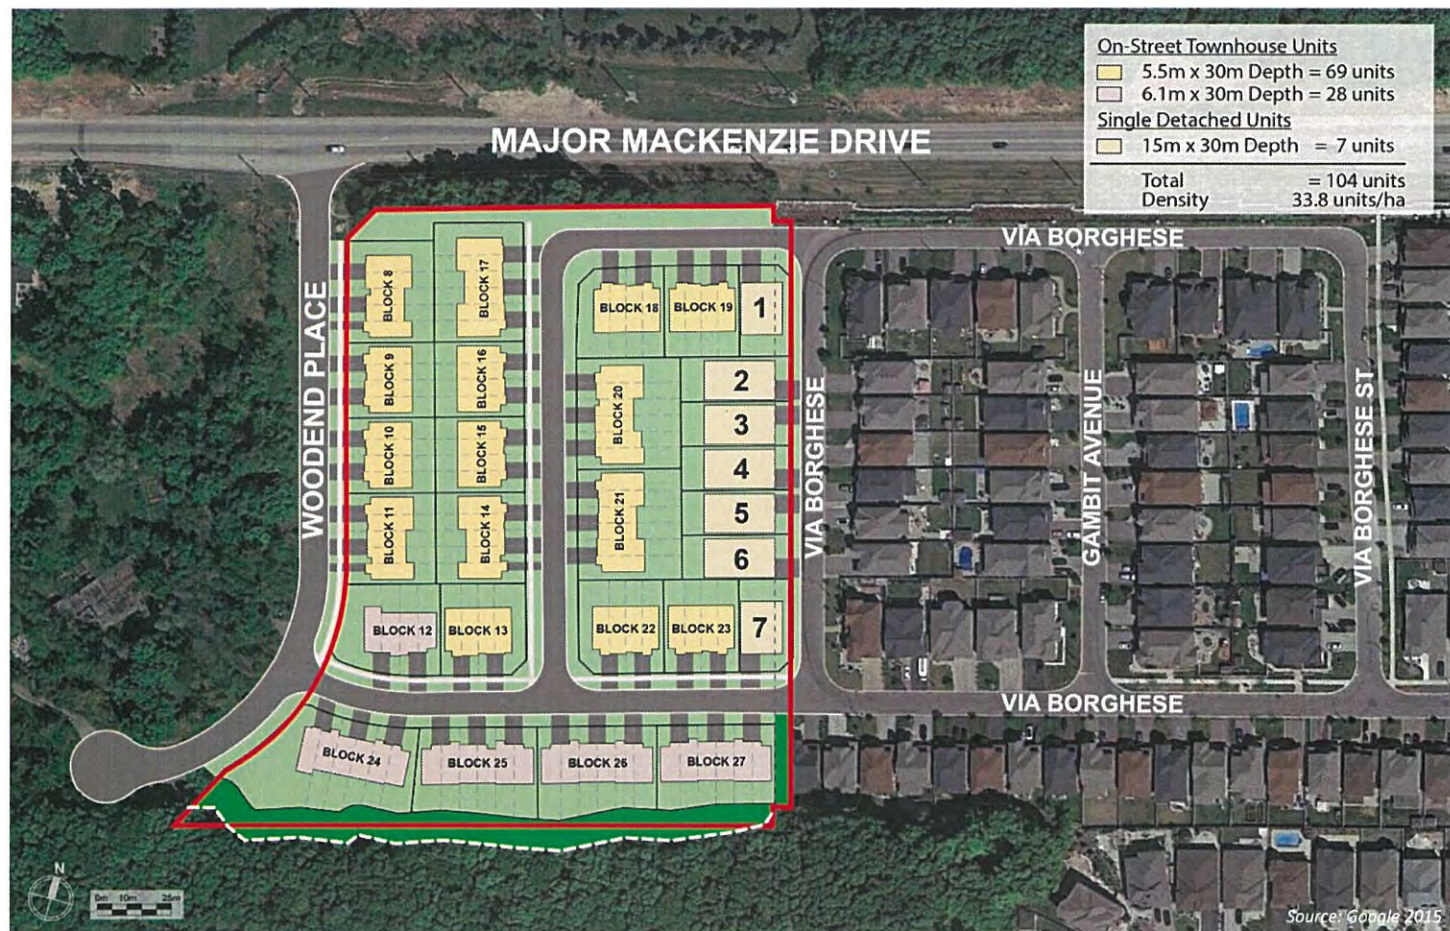 On-Street Townhouse Units
5.5m x 30m Depth = 69 units
6.1m x 30m Depth = 28 units
Single Detached Units
15m x 30m Depth = 7 units
Total = 104 units
Density 33.8 units/ha
MAJOR MACKENZIE DRIVE
WOODEND PLACE
VIA BORGHESE
VIA BORGHESE
GAMBIT AVENUE
VIA BORGHESE ST
VIA BORGHESE
BLOCK 8
BLOCK 17
BLOCK 18
BLOCK 19
1
BLOCK 9
BLOCK 16
BLOCK 20
2
3
BLOCK 10
BLOCK 15
4
BLOCK 11
BLOCK 14
BLOCK 21
5
6
BLOCK 12
BLOCK 13
BLOCK 22
BLOCK 23
7
BLOCK 24
BLOCK 25
BLOCK 26
BLOCK 27
N
0m 10m 25m
Source: Google 2015